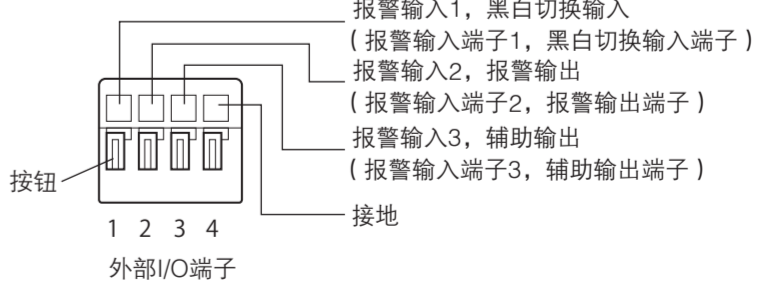 报警输入1，黑白切换输入
（报警输入端子1，黑白切换输入端子）
报警输入2，报警输出
（报警输入端子2，报警输出端子）
报警输入3，辅助输出
（报警输入端子3，辅助输出端子）
按钮
接地
1 2 3 4
外部I/O端子